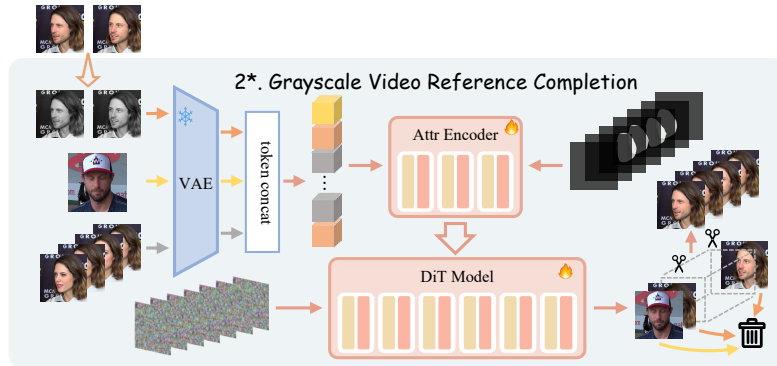 2*. Grayscale Video Reference Completion
VAE
token concat
Attr Encoder
DiT Model